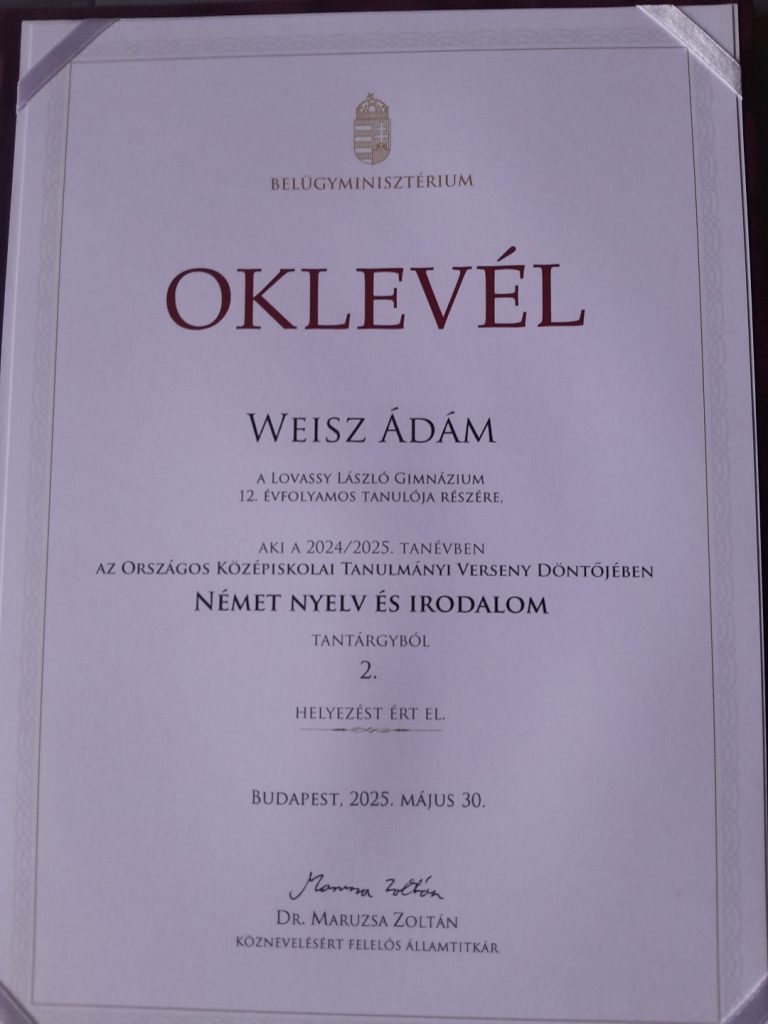 BELÜGYMINISZTÉRIUM
OKLEVÉL
WEISZ ÁDÁM
A LOVASSY LÁSZLÓ GIMNÁZIUM
12. ÉVFOLYAMOS TANULÓJA RÉSZÉRE,
AKI A 2024/2025. TANÉVBEN
AZ ORSZÁGOS KÖZÉPISKOLAI TANULMÁNYI VERSENY DÖNTŐJÉBEN
NÉMET NYELV ÉS IRODALOM
TANTÁRGYBÓL
2.
HELYEZÉST ÉRT EL.
BUDAPEST, 2025. MÁJUS 30.
Maruzsa Zoltán
DR. MARUZSA ZOLTÁN
KÖZNEVELÉSÉRT FELELŐS ÁLLAMTITKÁR